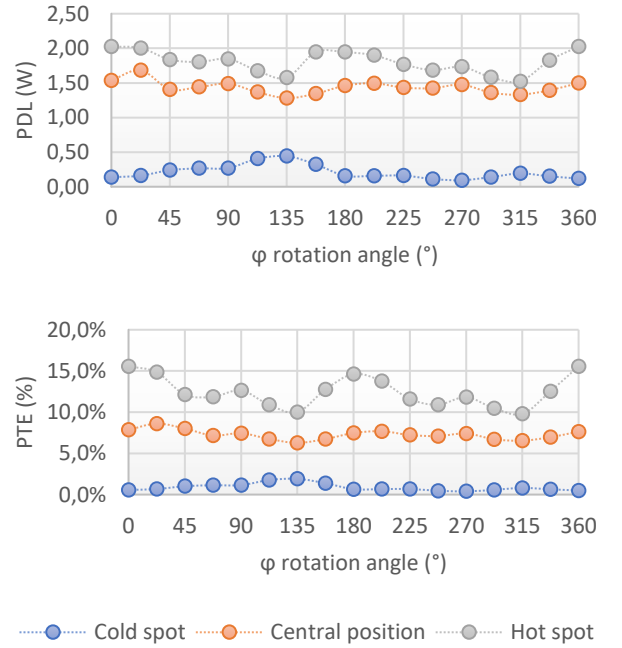 2,50
2,00
1,50
1,00
0,50
0,00
PDL (W)
0 45 90 135 180 225 270 315 360
φ rotation angle (°)
20,0%
15,0%
10,0%
5,0%
0,0%
PTE (%)
0 45 90 135 180 225 270 315 360
φ rotation angle (°)
Cold spot Central position Hot spot